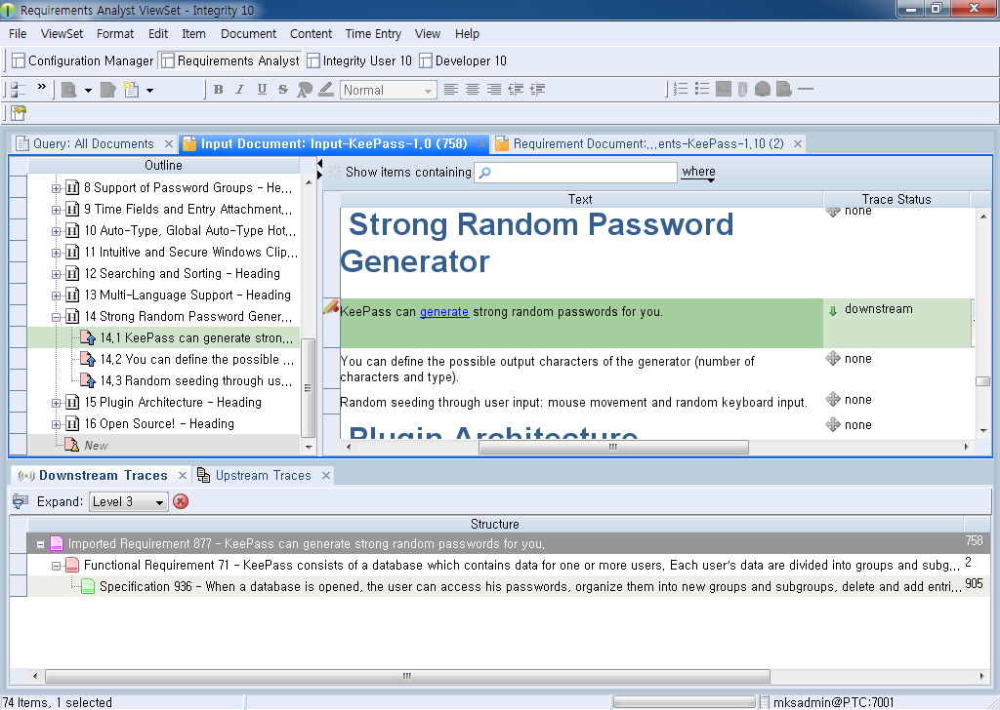 Requirements Analyst ViewSet - Integrity 10
File ViewSet Format Edit Item Document Content Time Entry View Help
Configuration Manager Requirements Analyst Integrity User 10 Developer 10
» B I U S Normal
Query: All Documents Input Document: Input-KeePass-1.0 (758) Requirement Document:...ents-KeePass-1.10 (2)
Outline
8 Support of Password Groups - He...
9 Time Fields and Entry Attachment...
10 Auto-Type, Global Auto-Type Hot...
11 Intuitive and Secure Windows Clip...
12 Searching and Sorting - Heading
13 Multi-Language Support - Heading
14 Strong Random Password Gener...
14.1 KeePass can generate stron...
14.2 You can define the possible ...
14.3 Random seeding through us...
15 Plugin Architecture - Heading
16 Open Source! - Heading
New
Show items containing where
Text Trace Status
none
Strong Random Password
Generator
KeePass can generate strong random passwords for you. downstream
You can define the possible output characters of the generator (number of none
characters and type).
Random seeding through user input: mouse movement and random keyboard input. none
Plugin Architecture none
Downstream Traces Upstream Traces
Expand: Level 3
Structure
Imported Requirement 877 - KeePass can generate strong random passwords for you. 758
Functional Requirement 71 - KeePass consists of a database which contains data for one or more users. Each user's data are divided into groups and subg... 2
Specification 936 - When a database is opened, the user can access his passwords, organize them into new groups and subgroups, delete and add entri... 905
74 Items, 1 selected mksadmin@PTC:7001